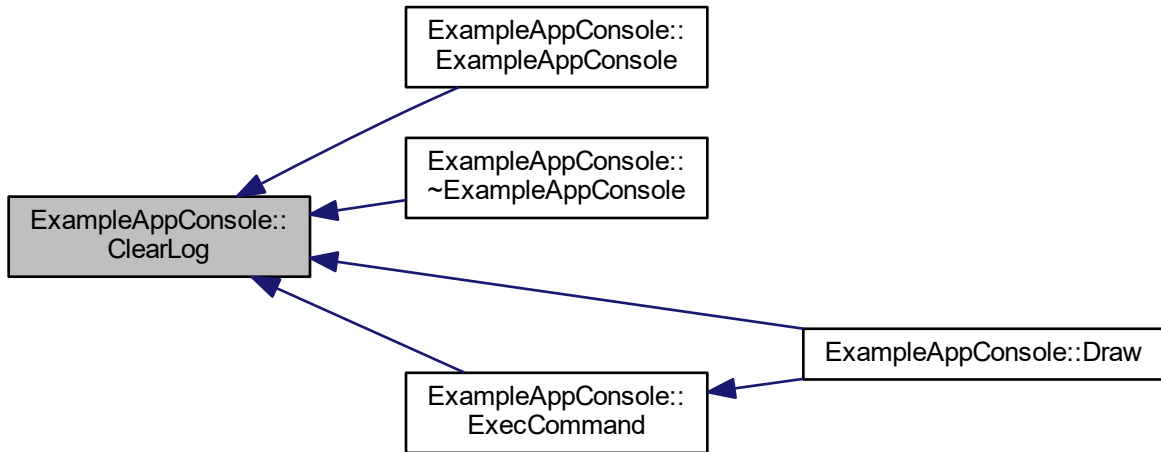 ExampleAppConsole::
ExampleAppConsole
ExampleAppConsole::
~ExampleAppConsole
ExampleAppConsole::
ClearLog
ExampleAppConsole::Draw
ExampleAppConsole::
ExecCommand